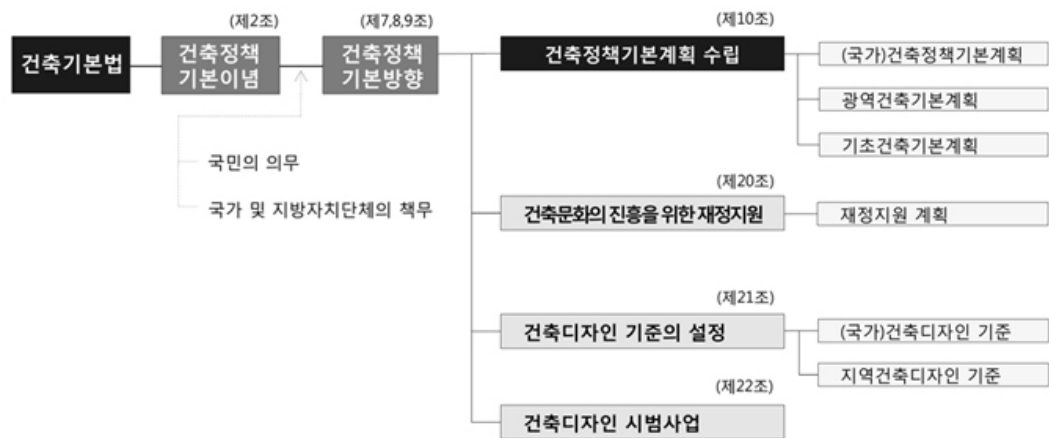 (제2조)
(제7,8,9조)
(제10조)
건축기본법
건축정책
기본이념
건축정책
기본방향
건축정책기본계획 수립
(국가)건축정책기본계획
광역건축기본계획
기초건축기본계획
국민의 의무
국가 및 지방자치단체의 책무
(제20조)
건축문화의 진흥을 위한 재정지원
재정지원 계획
(제21조)
건축디자인 기준의 설정
(국가)건축디자인 기준
지역건축디자인 기준
(제22조)
건축디자인 시범사업